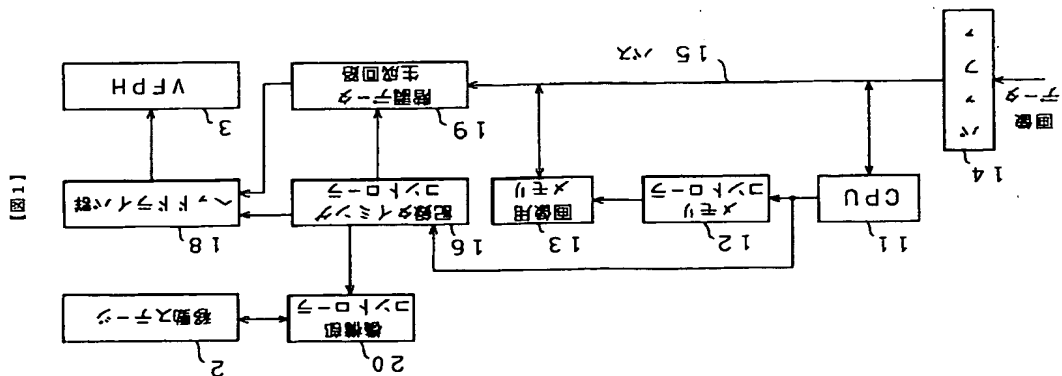 【図1】
20
機構部
コントローラ
2
移動ステージ
11
CPU
12
メモリ
コントローラ
13
画像用
メモリ
16
記録タイミング
コントローラ
18
ヘッドドライバ群
画像
データ
14
バッファ
15 バス
19
階調データ
生成回路
3
VFPH